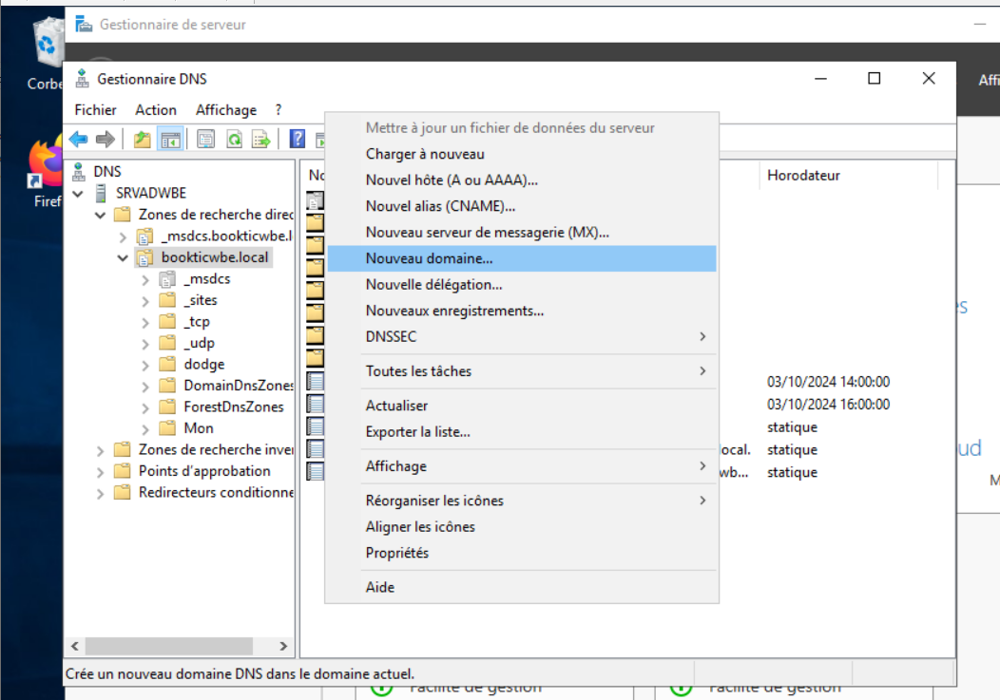 Gestionnaire de serveur
Gestionnaire DNS
Fichier Action Affichage ?
DNS
SRVADWBE
Zones de recherche direc
_msdcs.bookticwbe.l
bookticwbe.local
_msdcs
_sites
_tcp
_udp
dodge
DomainDnsZones
ForestDnsZones
Mon
Zones de recherche inver
Points d'approbation
Redirecteurs conditionne
Mettre à jour un fichier de données du serveur
Charger à nouveau
Nouvel hôte (A ou AAAA)...
Nouvel alias (CNAME)...
Nouveau serveur de messagerie (MX)...
Nouveau domaine...
Nouvelle délégation...
Nouveaux enregistrements...
DNSSEC
Toutes les tâches
Actualiser
Exporter la liste...
Affichage
Réorganiser les icônes
Aligner les icônes
Propriétés
Aide
Horodateur
03/10/2024 14:00:00
03/10/2024 16:00:00
statique
ocal. statique
wb... statique
Crée un nouveau domaine DNS dans le domaine actuel.
Facilité de gestion
Facilité de gestion
Corbe
Firef
Affi